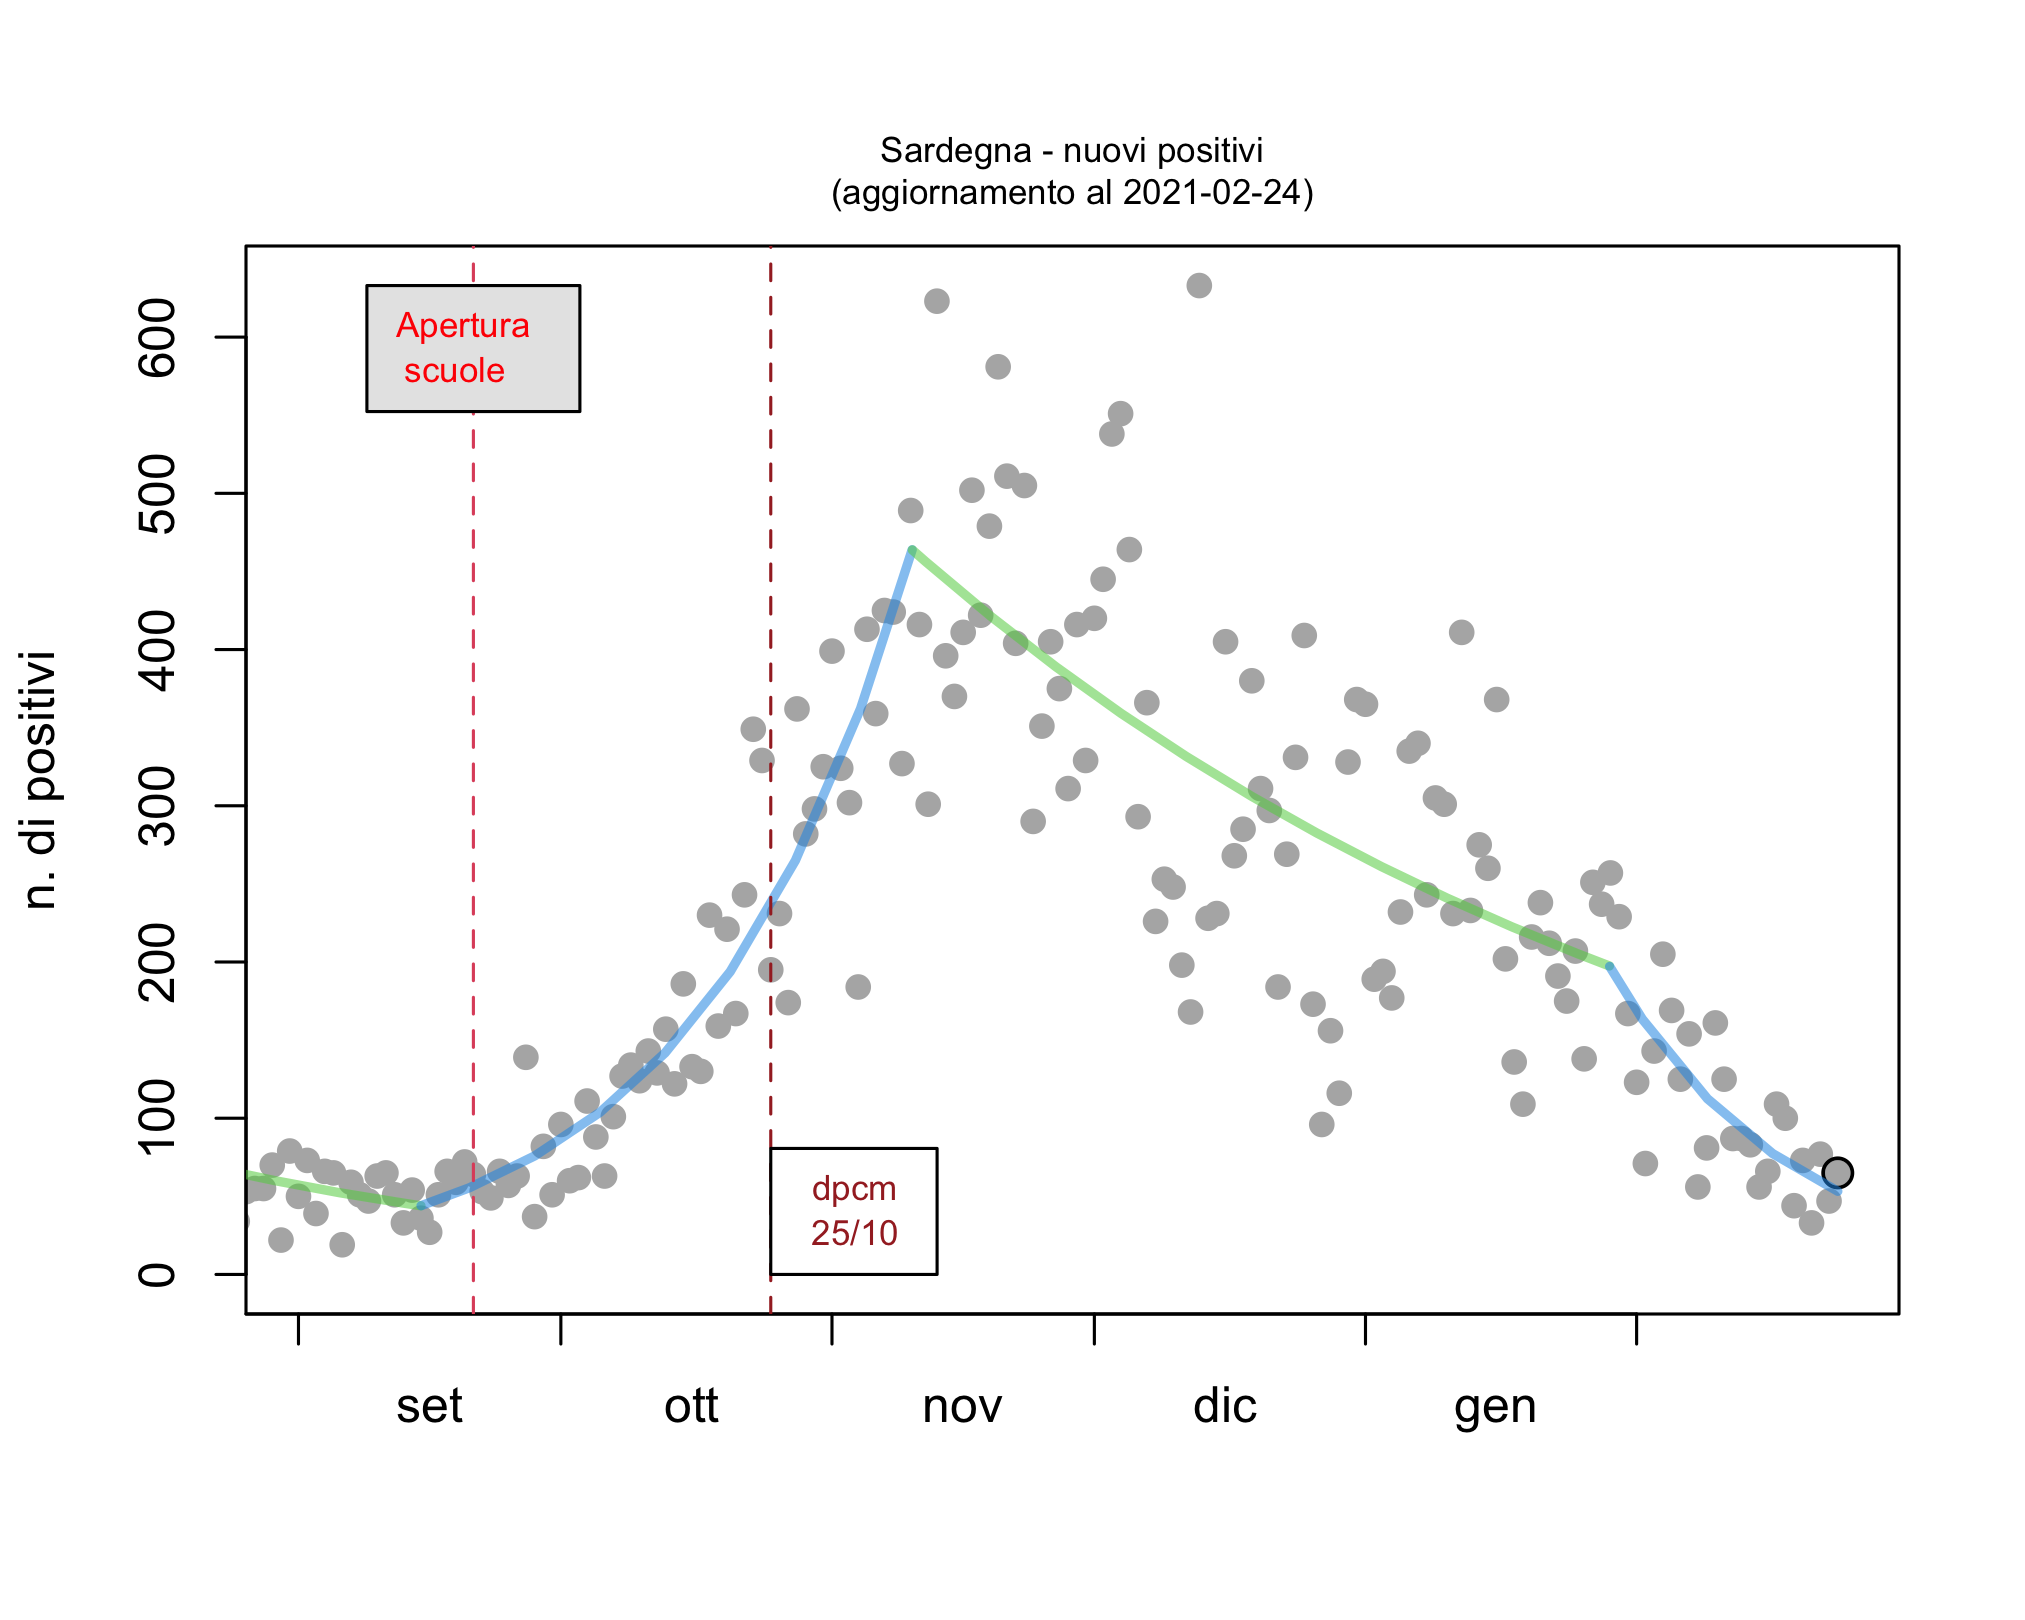 Sardegna - nuovi positivi
(aggiornamento al 2021-02-24)
n. di positivi
600
500
400
300
200
100
0
Apertura
scuole
dpcm
25/10
set
ott
nov
dic
gen